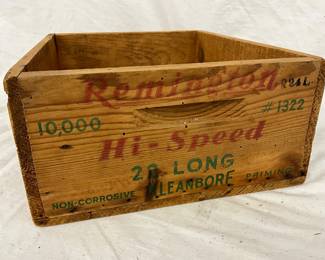 Remington
10,000 #1322
Hi-Speed
22 LONG
NON-CORROSIVE KLEANBORE PRIMING